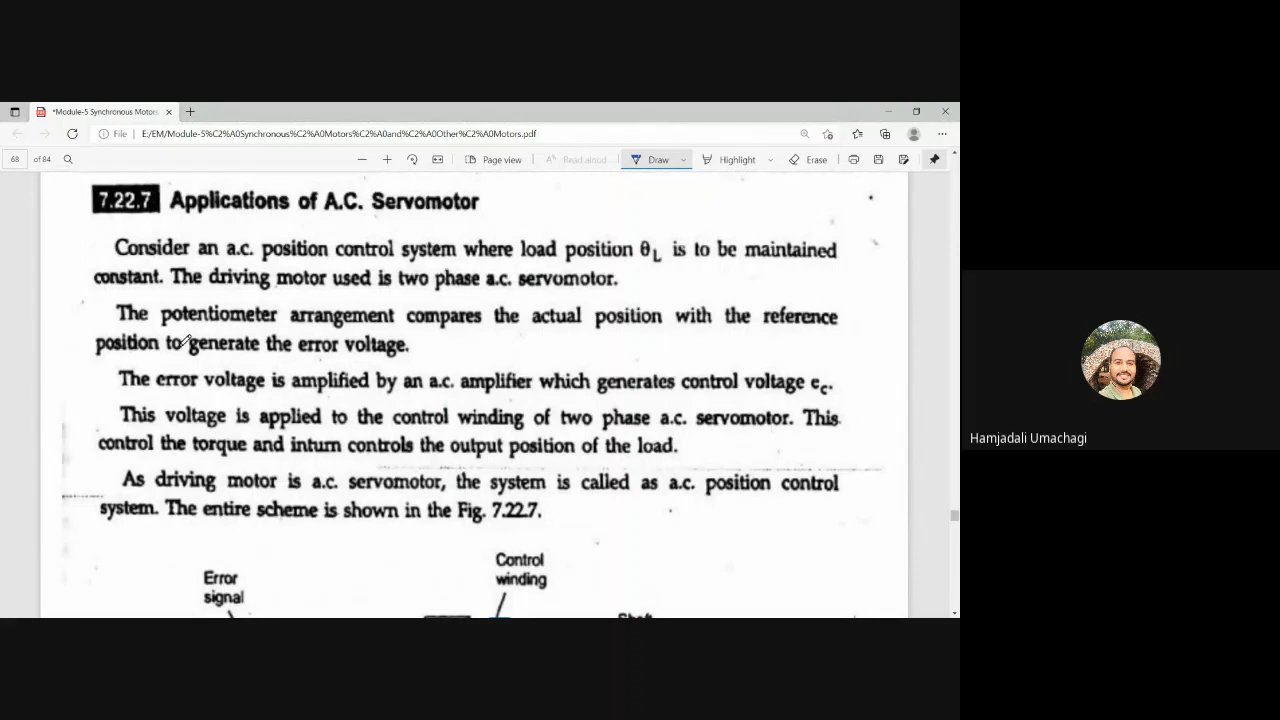 *Module-5 Synchronous Motors
File E:/EM/Module-5%C2%A0Synchronous%C2%A0Motors%C2%A0and%C2%A0Other%C2%A0Motors.pdf
68 of 84 Page view Read aloud Draw Highlight Erase
7.22.7 Applications of A.C. Servomotor
Consider an a.c. position control system where load position θL is to be maintained
constant. The driving motor used is two phase a.c. servomotor.
The potentiometer arrangement compares the actual position with the reference
position to generate the error voltage.
The error voltage is amplified by an a.c. amplifier which generates control voltage ec.
This voltage is applied to the control winding of two phase a.c. servomotor. This
control the torque and inturn controls the output position of the load.
As driving motor is a.c. servomotor, the system is called as a.c. position control
system. The entire scheme is shown in the Fig. 7.22.7.
Control
winding
Error
signal
Hamjadali Umachagi